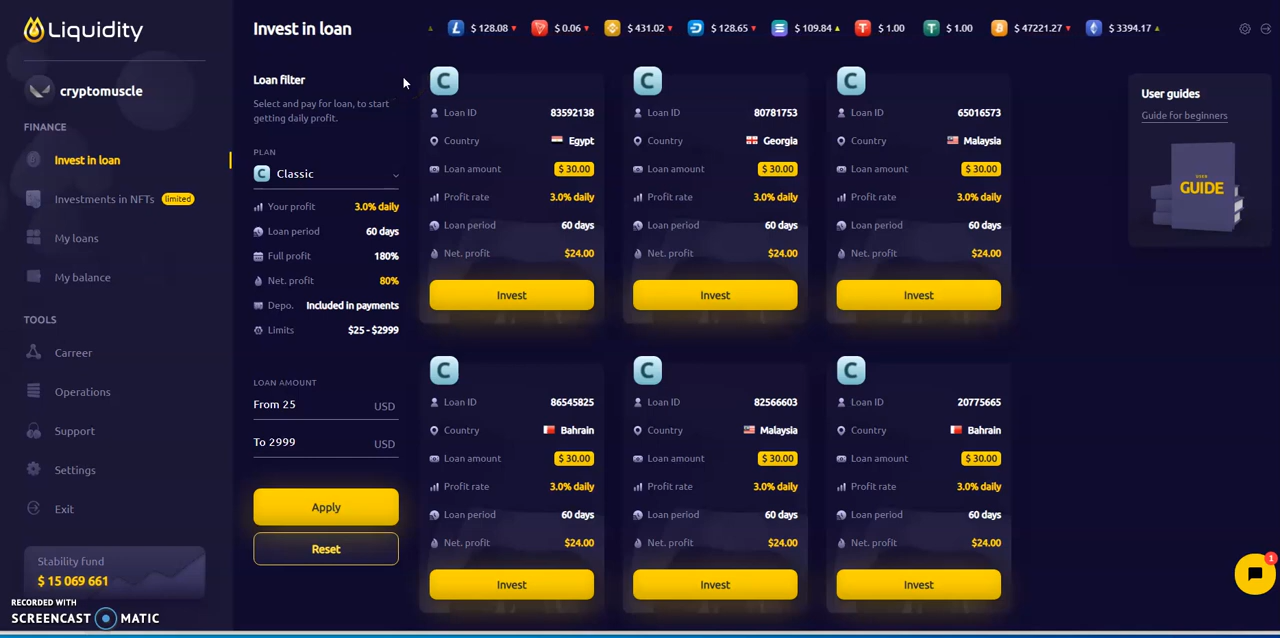 Liquidity
Invest in loan
$ 128.08
$ 0.06
$ 431.02
$ 128.65
$ 109.84
$ 1.00
$ 1.00
$ 47221.27
$ 3394.17
cryptomuscle
FINANCE
Invest in loan
Investments in NFTs limited
My loans
My balance
TOOLS
Carreer
Operations
Support
Settings
Exit
Stability fund
$ 15 069 661
RECORDED WITH
SCREENCAST MATIC
Loan filter
Select and pay for loan, to start
getting daily profit.
PLAN
C Classic
Your profit 3.0% daily
Loan period 60 days
Full profit 180%
Net. profit 80%
Depo. Included in payments
Limits $25 - $2999
LOAN AMOUNT
From 25 USD
To 2999 USD
Apply
Reset
C
Loan ID 83592138
Country Egypt
Loan amount $ 30.00
Profit rate 3.0% daily
Loan period 60 days
Net. profit $24.00
Invest
C
Loan ID 80781753
Country Georgia
Loan amount $ 30.00
Profit rate 3.0% daily
Loan period 60 days
Net. profit $24.00
Invest
C
Loan ID 65016573
Country Malaysia
Loan amount $ 30.00
Profit rate 3.0% daily
Loan period 60 days
Net. profit $24.00
Invest
C
Loan ID 86545825
Country Bahrain
Loan amount $ 30.00
Profit rate 3.0% daily
Loan period 60 days
Net. profit $24.00
Invest
C
Loan ID 82566603
Country Malaysia
Loan amount $ 30.00
Profit rate 3.0% daily
Loan period 60 days
Net. profit $24.00
Invest
C
Loan ID 20775665
Country Bahrain
Loan amount $ 30.00
Profit rate 3.0% daily
Loan period 60 days
Net. profit $24.00
Invest
User guides
Guide for beginners
USER
GUIDE
1